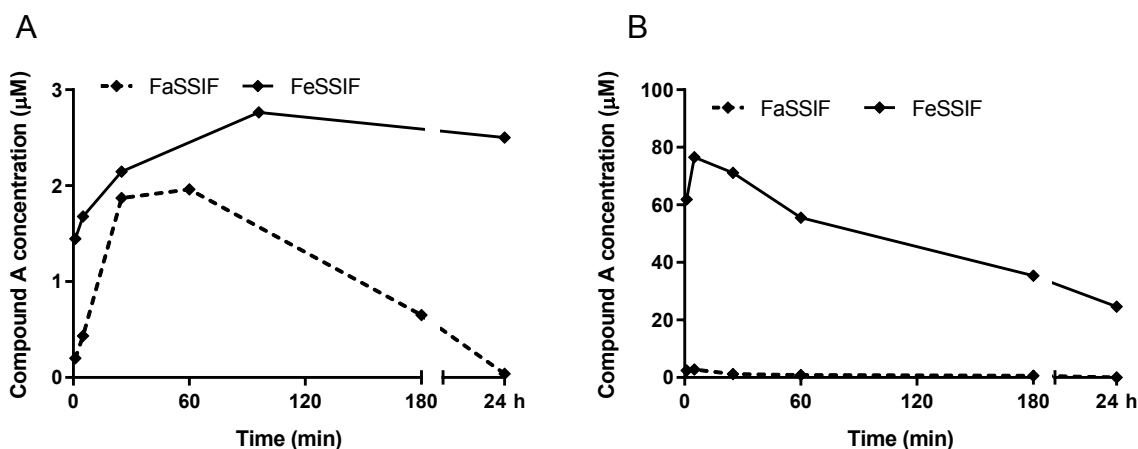 A
Compound A concentration (µM)
FaSSIF FeSSIF
3
2
1
0
0 60 120 180 24 h
Time (min)
B
Compound A concentration (µM)
FaSSIF FeSSIF
100
80
60
40
20
0
0 60 120 180 24 h
Time (min)